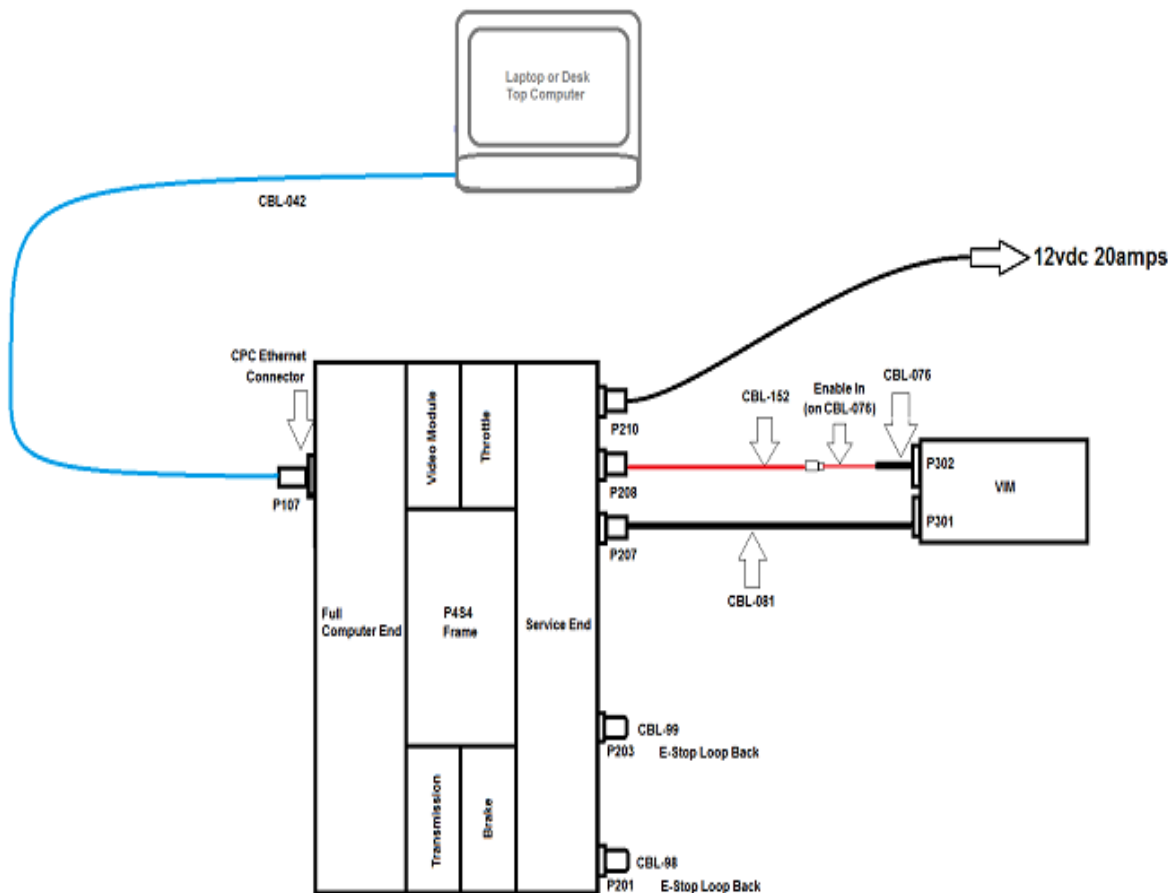 Laptop or Desk
Top Computer
CBL-042
12vdc 20amps
CPC Ethernet
Connector
CBL-152
Enable In
(on CBL-076)
CBL-076
P210
P208
P207
P107
P302
VIM
P301
CBL-081
Video Module
Throttle
Full
Computer End
P4S4
Frame
Service End
CBL-99
P203 E-Stop Loop Back
Transmission
Brake
CBL-98
P201 E-Stop Loop Back